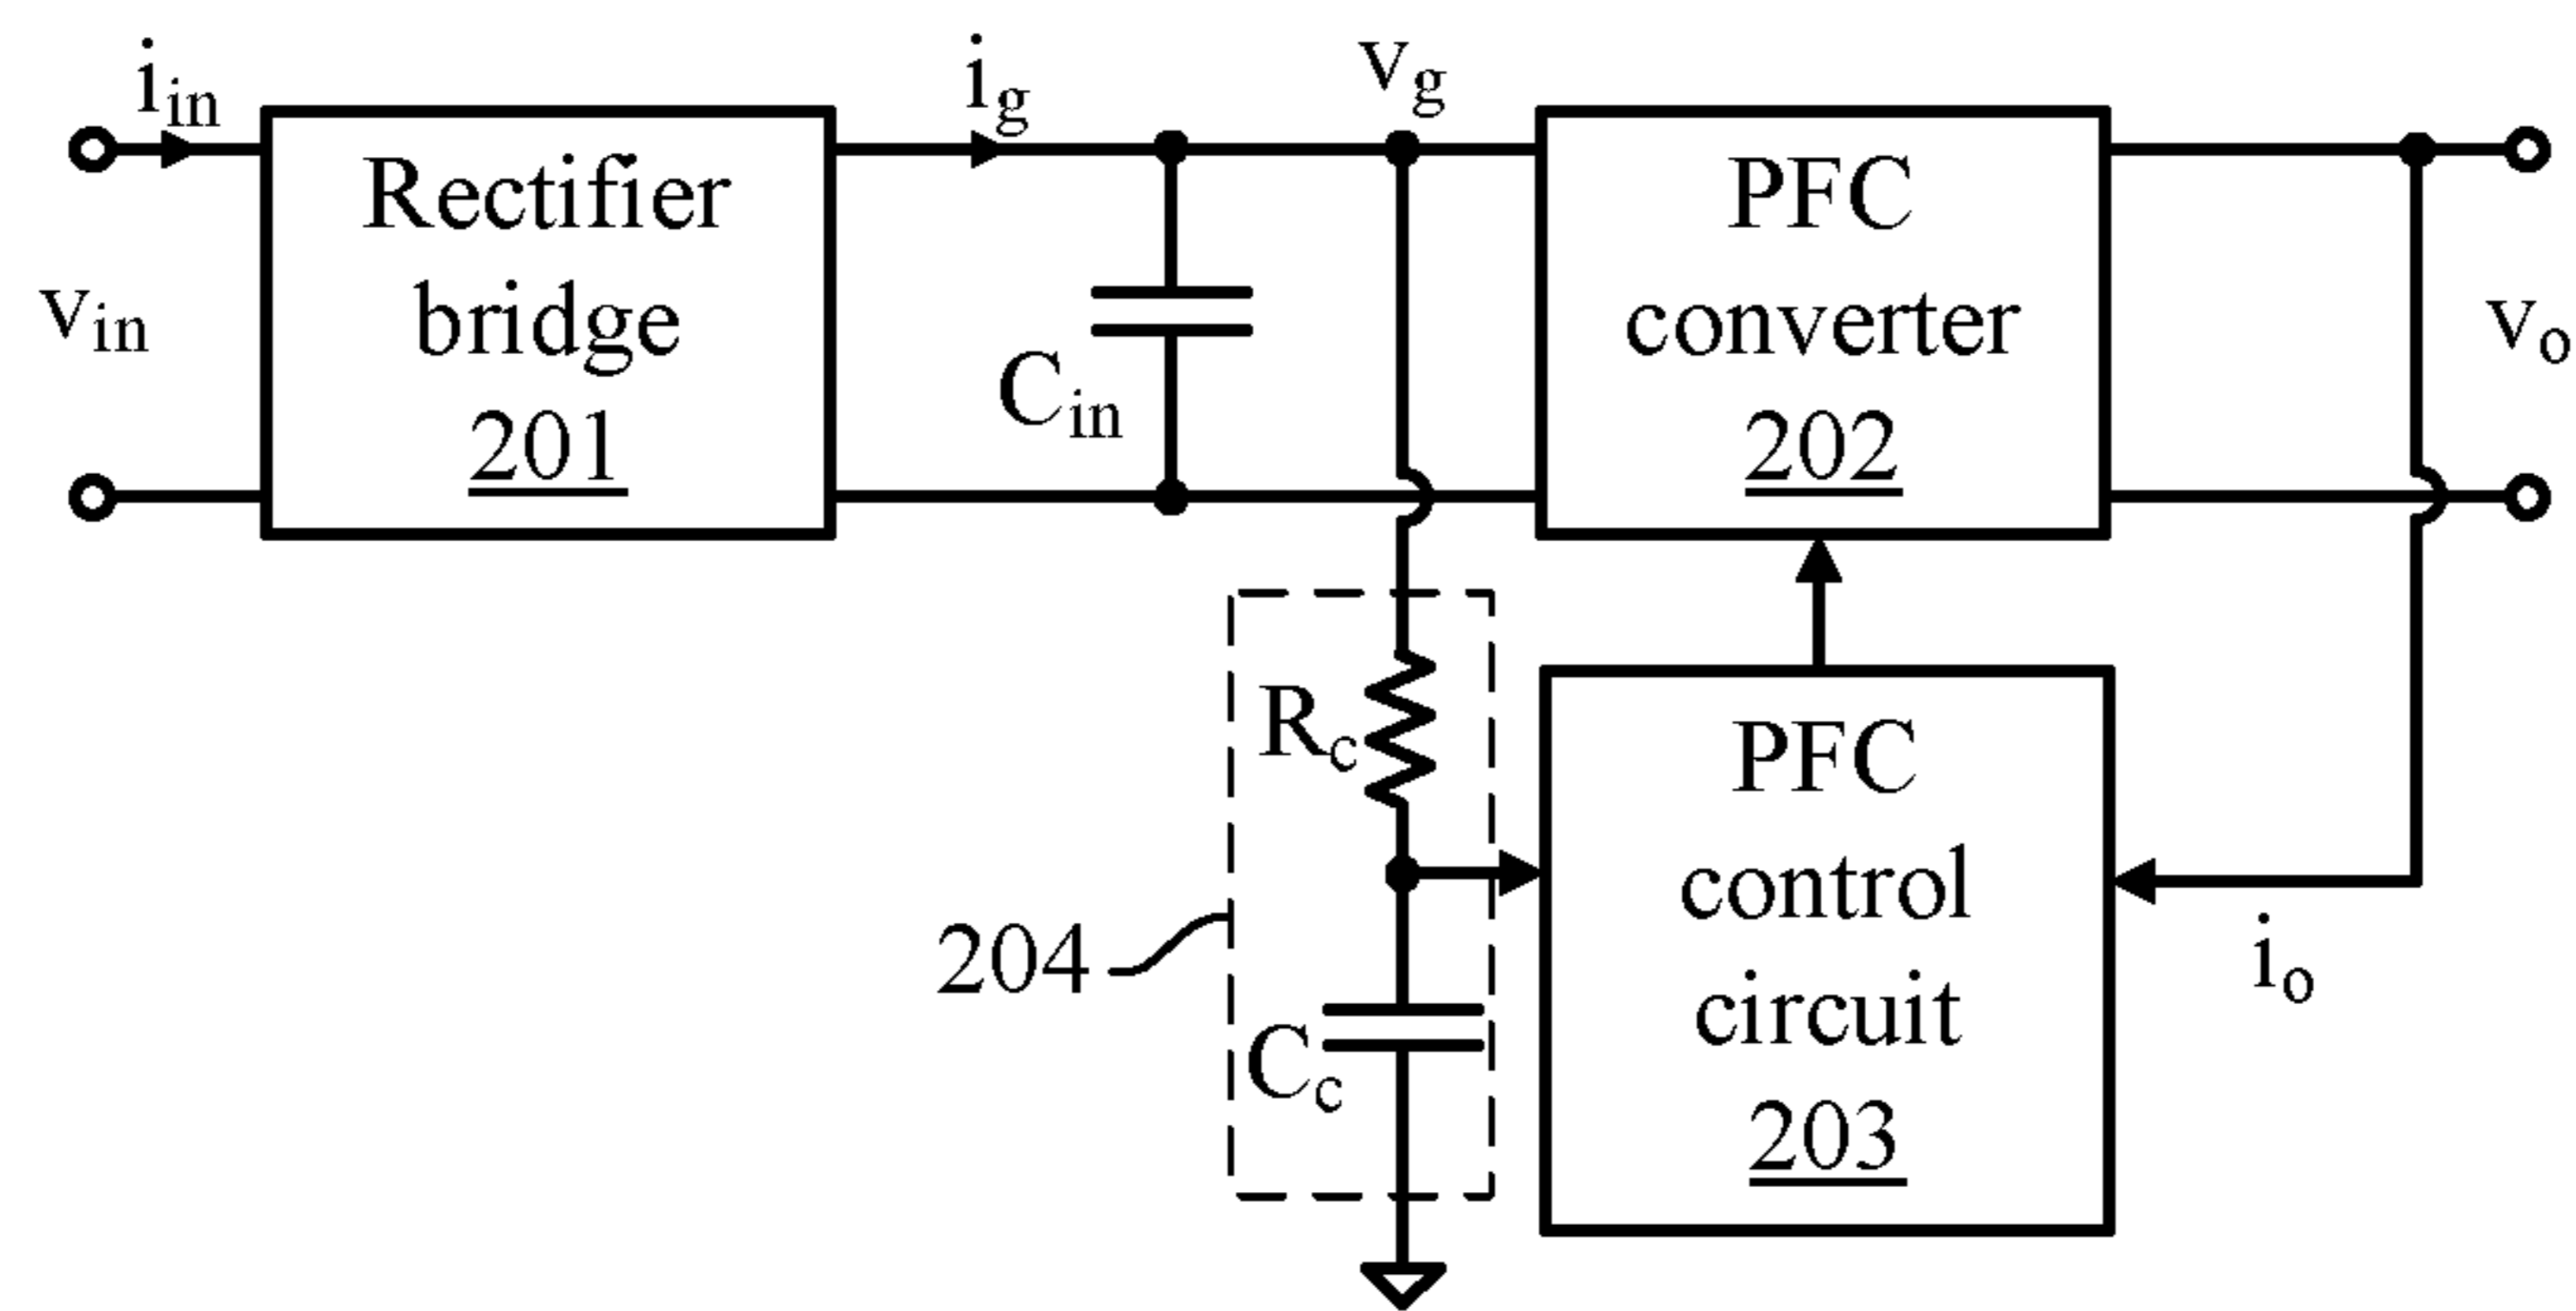 i_in
i_g
v_g
Rectifier
bridge
201
PFC
converter
202
v_in
C_in
v_o
R_c
PFC
control
circuit
203
204
C_c
i_o